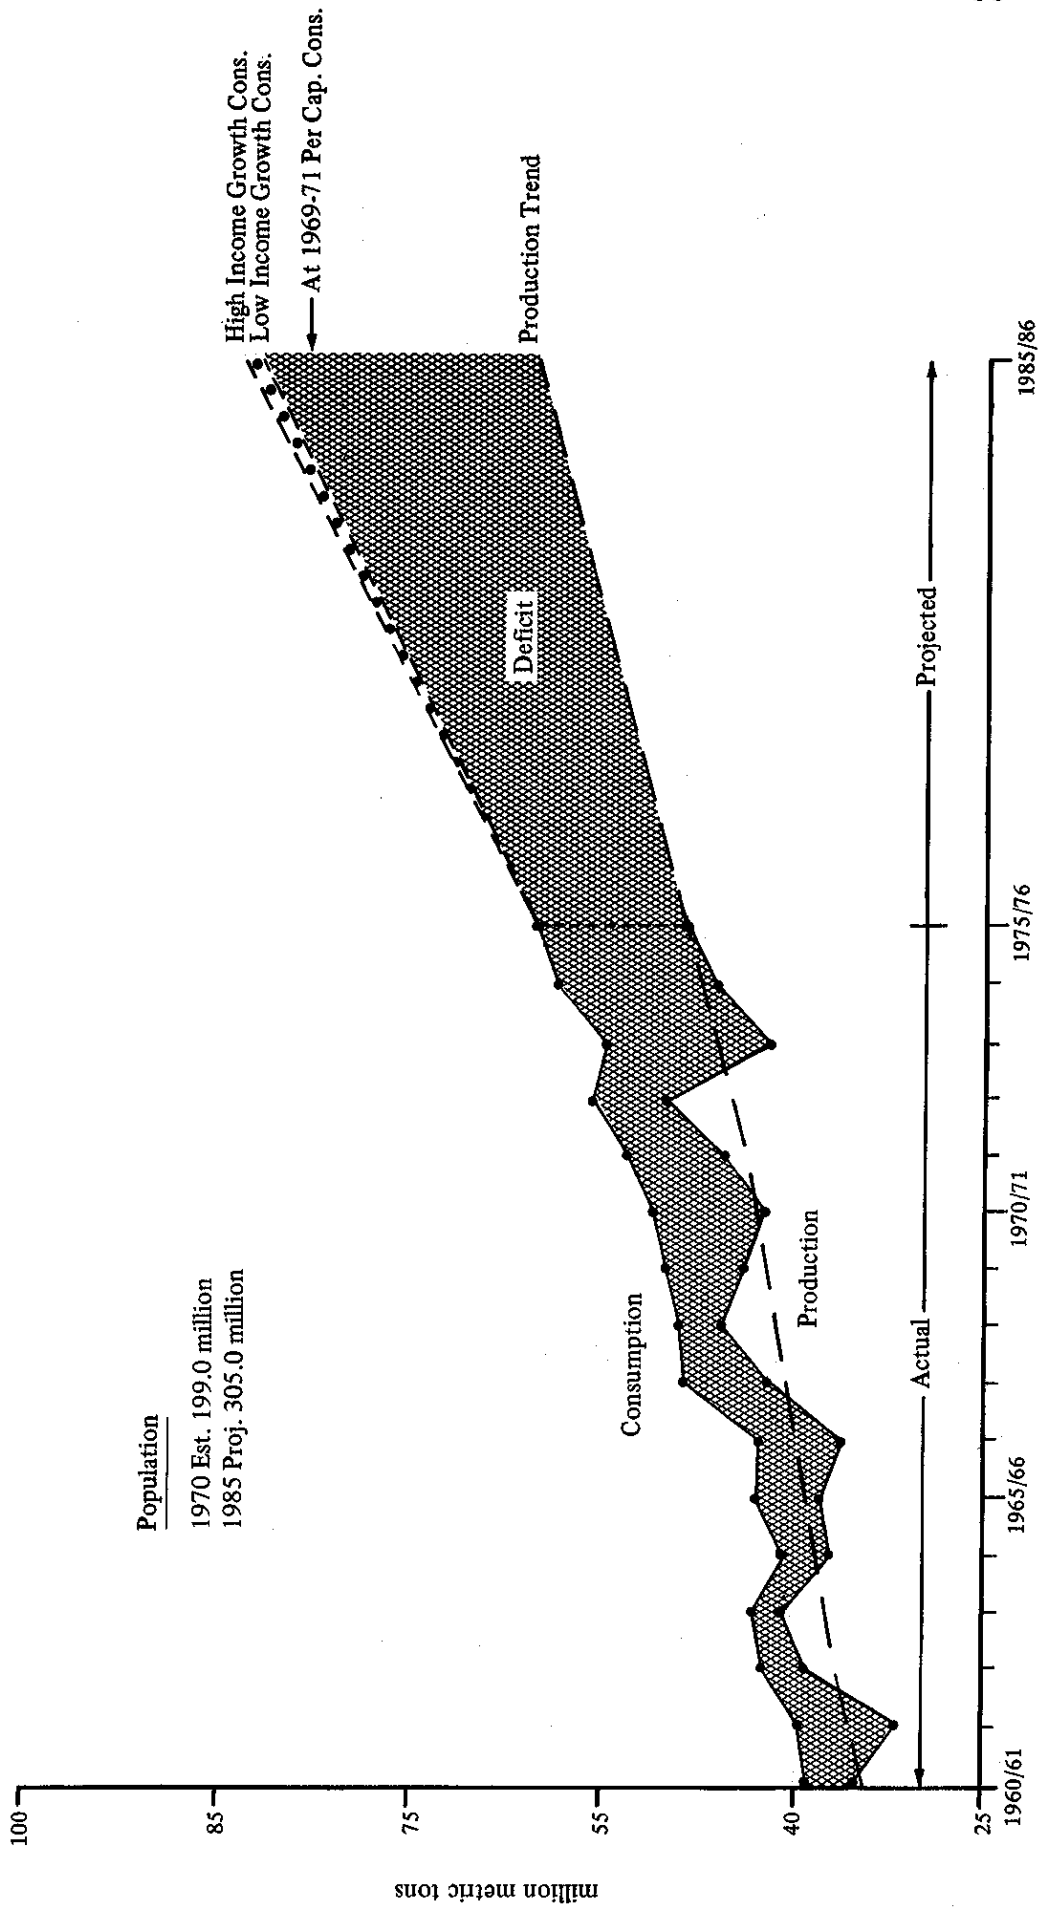 100
85
75
55
40
25
million metric tons
Population
1970 Est. 199.0 million
1985 Proj. 305.0 million
High Income Growth Cons.
Low Income Growth Cons.
At 1969-71 Per Cap. Cons.
Production Trend
Deficit
Consumption
Production
Actual
Projected
1960/61
1965/66
1970/71
1975/76
1985/86